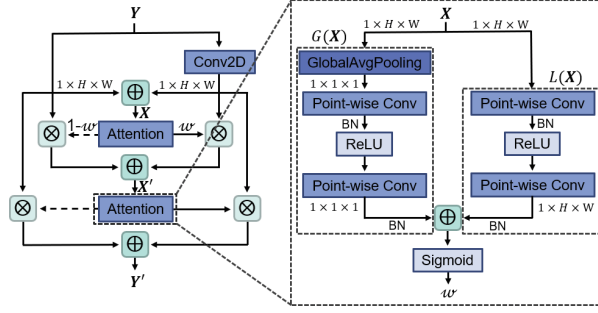 Y
Conv2D
1 × H × W
1 × H × W
X
1-w
Attention
w
X′
Attention
Y′
X
G(X)
1 × H × W
1 × H × W
GlobalAvgPooling
L(X)
1 × 1 × 1
Point-wise Conv
Point-wise Conv
BN
BN
ReLU
ReLU
Point-wise Conv
Point-wise Conv
1 × 1 × 1
1 × H × W
BN
BN
Sigmoid
w